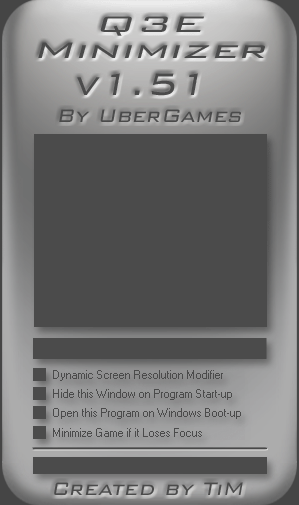 Q3E
Minimizer
v1.51
By UberGames
Dynamic Screen Resolution Modifier
Hide this Window on Program Start-up
Open this Program on Windows Boot-up
Minimize Game if it Loses Focus
Created by TiM